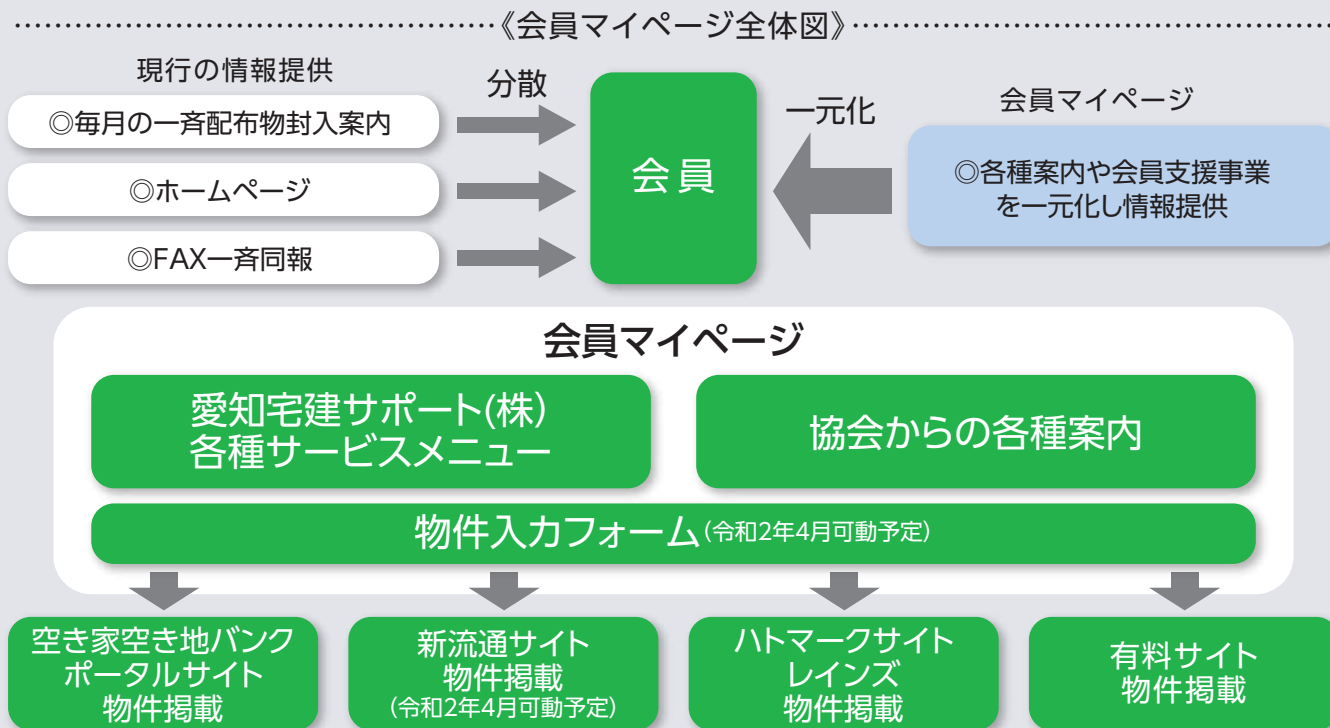 《会員マイページ全体図》
現行の情報提供
◎毎月の一斉配布物封入案内
◎ホームページ
◎FAX一斉同報
分散
会員
一元化
会員マイページ
◎各種案内や会員支援事業
を一元化し情報提供
会員マイページ
愛知宅建サポート(株)
各種サービスメニュー
協会からの各種案内
物件入力フォーム(令和2年4月可動予定)
空き家空き地バンク
ポータルサイト
物件掲載
新流通サイト
物件掲載
(令和2年4月可動予定)
ハトマークサイト
レインズ
物件掲載
有料サイト
物件掲載